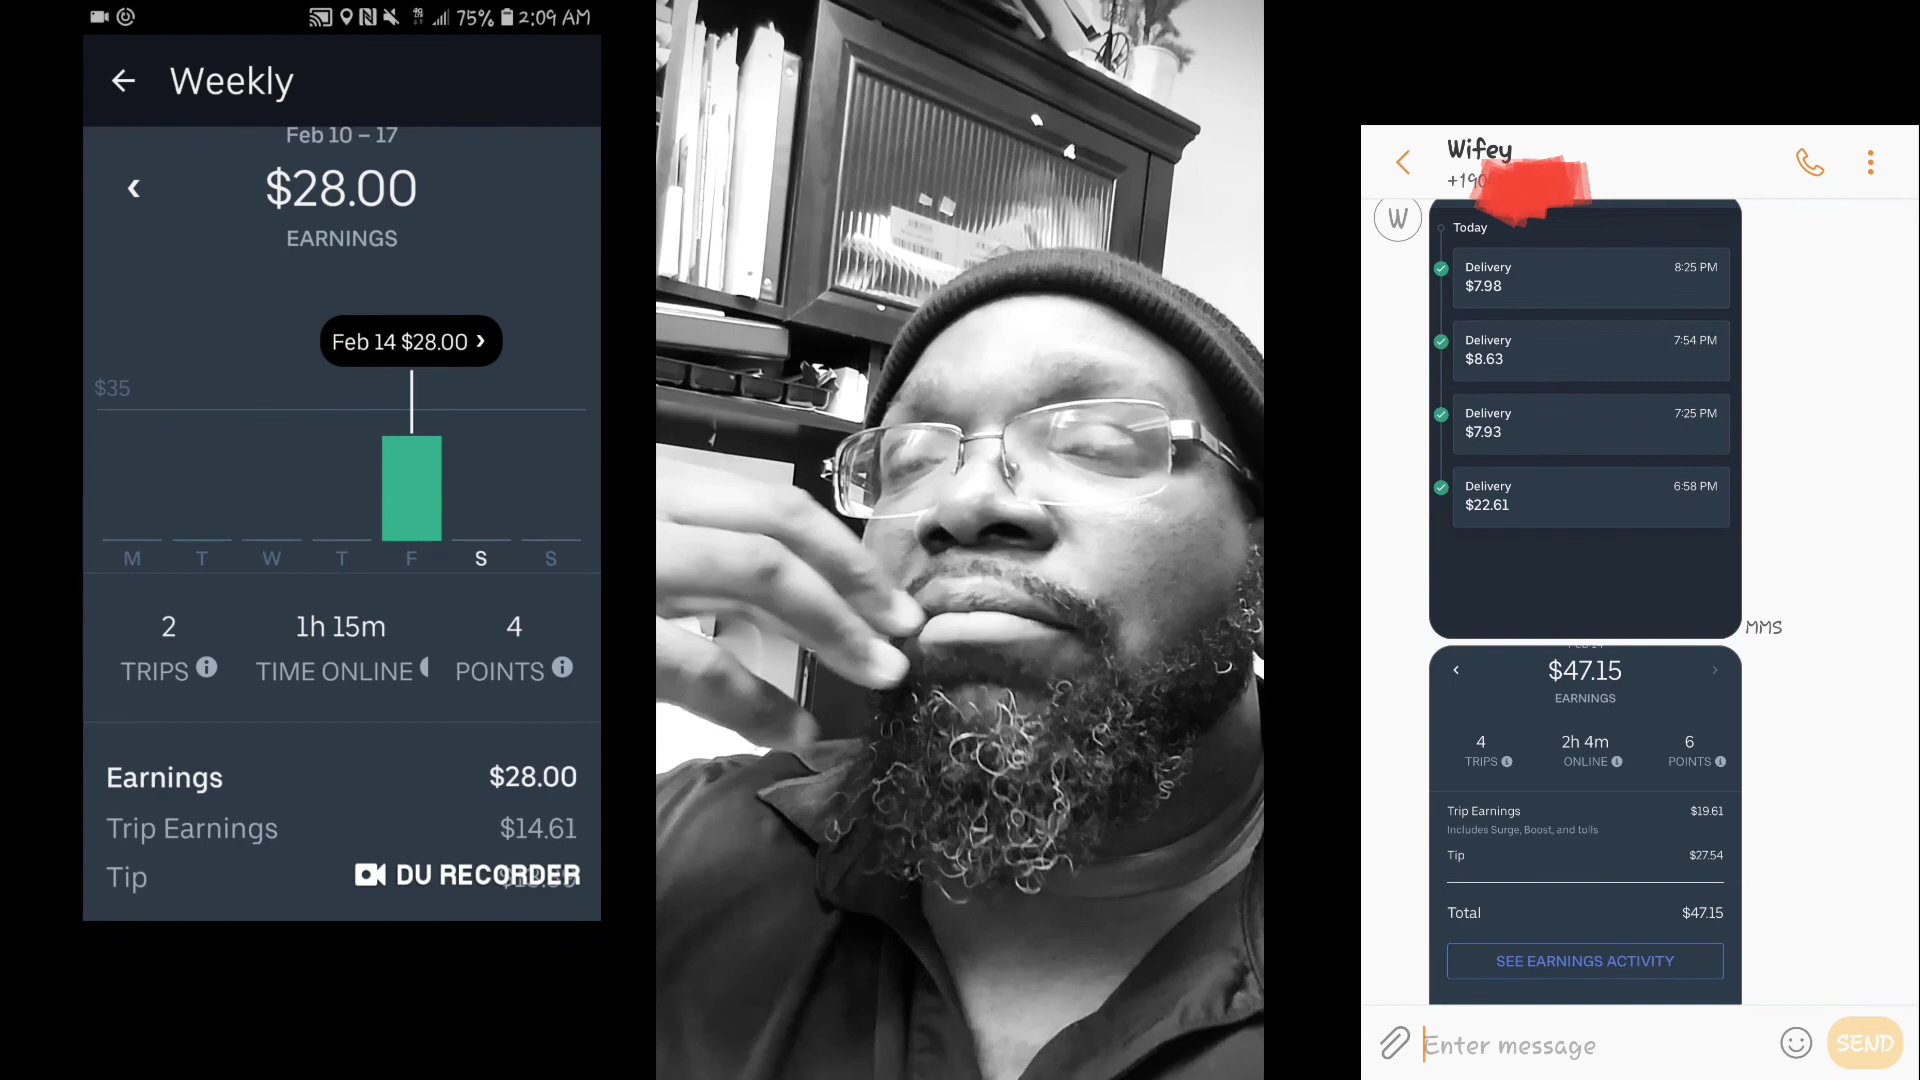 75% 2:09 AM
Weekly
Feb 10 – 17
$28.00
EARNINGS
Feb 14 $28.00
$35
M T W T F S S
2 1h 15m 4
TRIPS TIME ONLINE POINTS
Earnings $28.00
Trip Earnings $14.61
Tip
DU RECORDER
Wifey
+190
W
Today
Delivery 8:25 PM
$7.98
Delivery 7:54 PM
$8.63
Delivery 7:25 PM
$7.93
Delivery 6:58 PM
$22.61
MMS
$47.15
EARNINGS
4 2h 4m 6
TRIPS ONLINE POINTS
Trip Earnings $19.61
Includes Surge, Boost, and tolls
Tip $27.54
Total $47.15
SEE EARNINGS ACTIVITY
Enter message
SEND